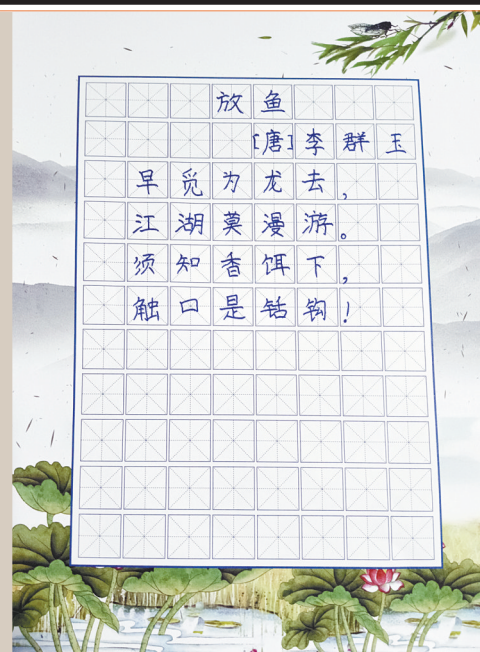 放鱼
[唐]李群玉
早觅为龙去,
江湖莫漫游。
须知香饵下,
触口是铦钩!